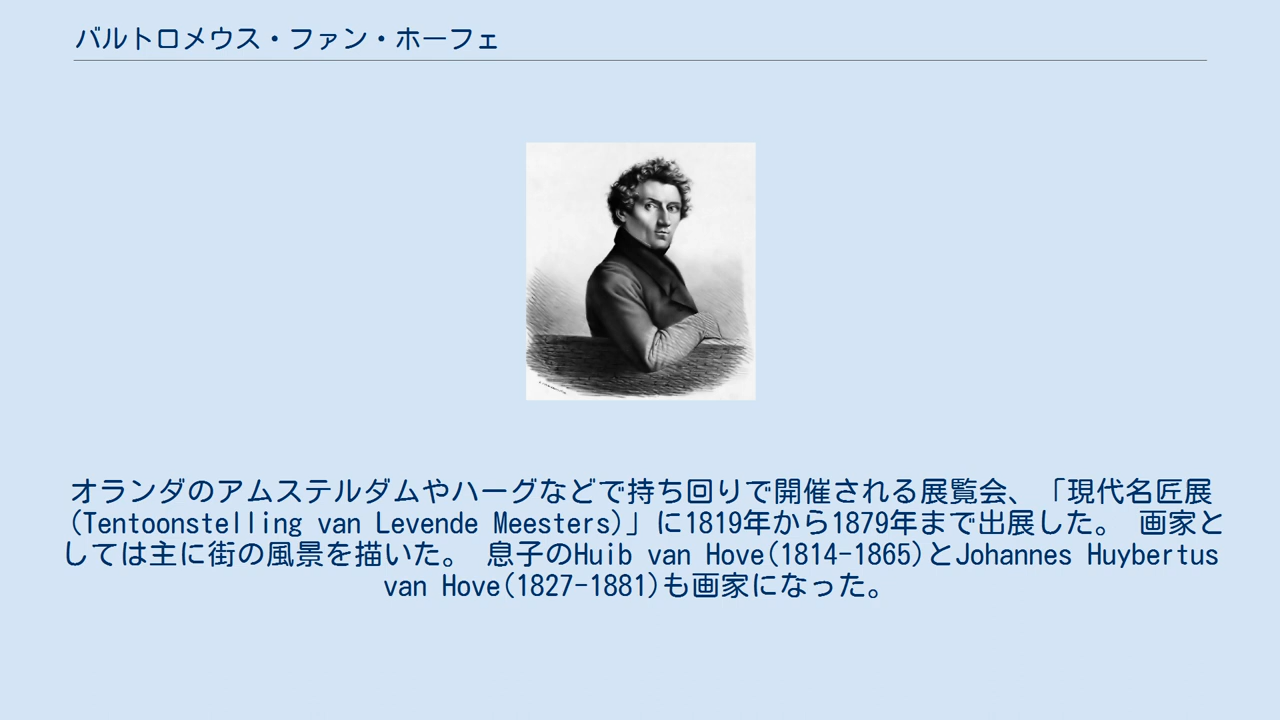 バルトロメウス・ファン・ホーフェ
オランダのアムステルダムやハーグなどで持ち回りで開催される展覧会、「現代名匠展
(Tentoonstelling van Levende Meesters)」に1819年から1879年まで出展した。 画家と
しては主に街の風景を描いた。 息子のHuib van Hove(1814-1865)とJohannes Huybertus
van Hove(1827-1881)も画家になった。